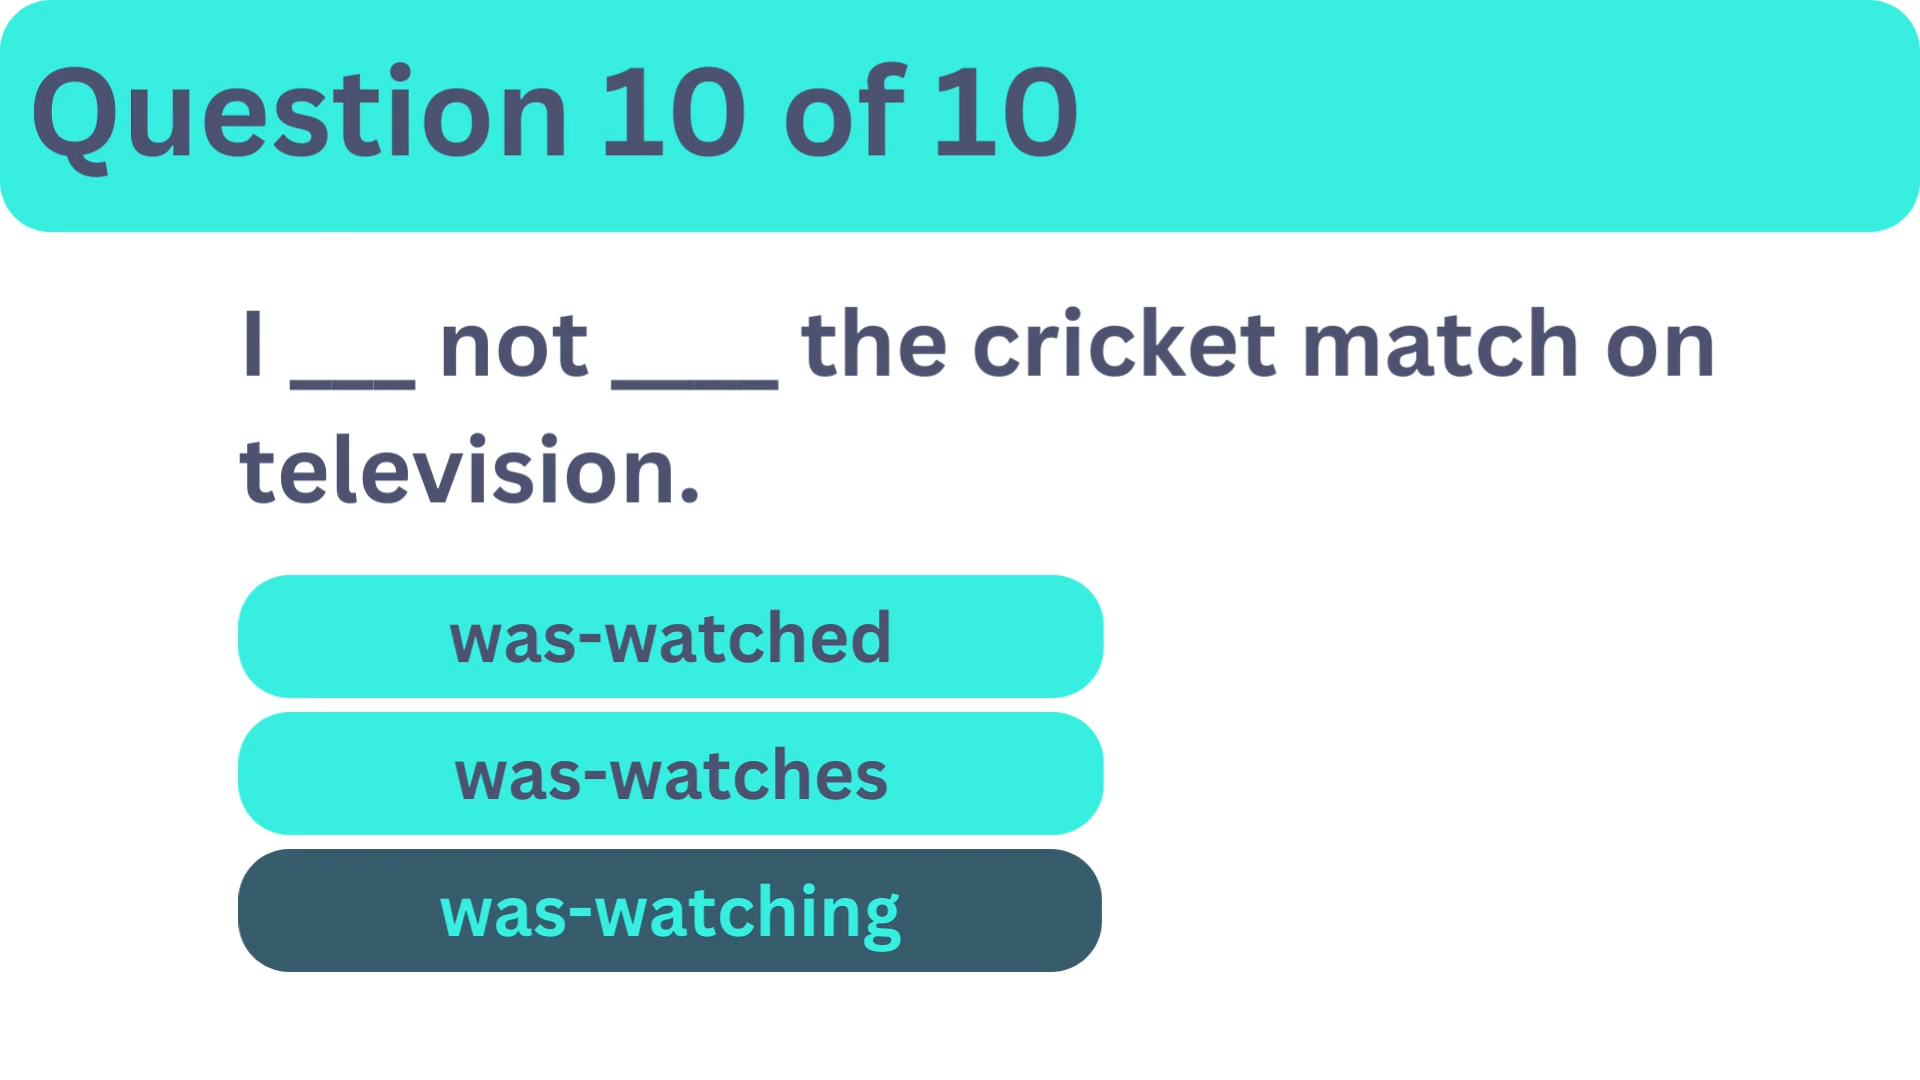 Question 10 of 10
I ___ not ____ the cricket match on
television.
was-watched
was-watches
was-watching